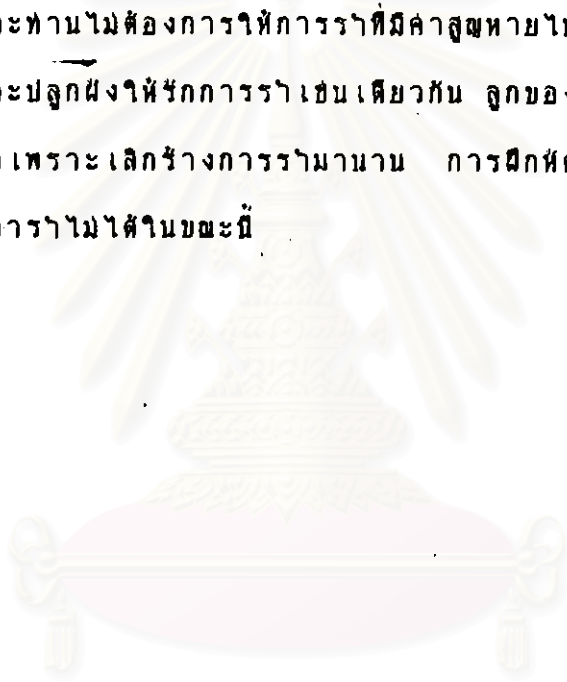 ะท่านไม่ต้องการให้การรำที่มีค่าสูญหายไป
ะปลูกฝังให้รักการรำเช่นเดียวกัน ลูกของ
เพราะเลิกร้างการรำมานาน การฝึกหัด
ารำไม่ได้ในขณะนี้